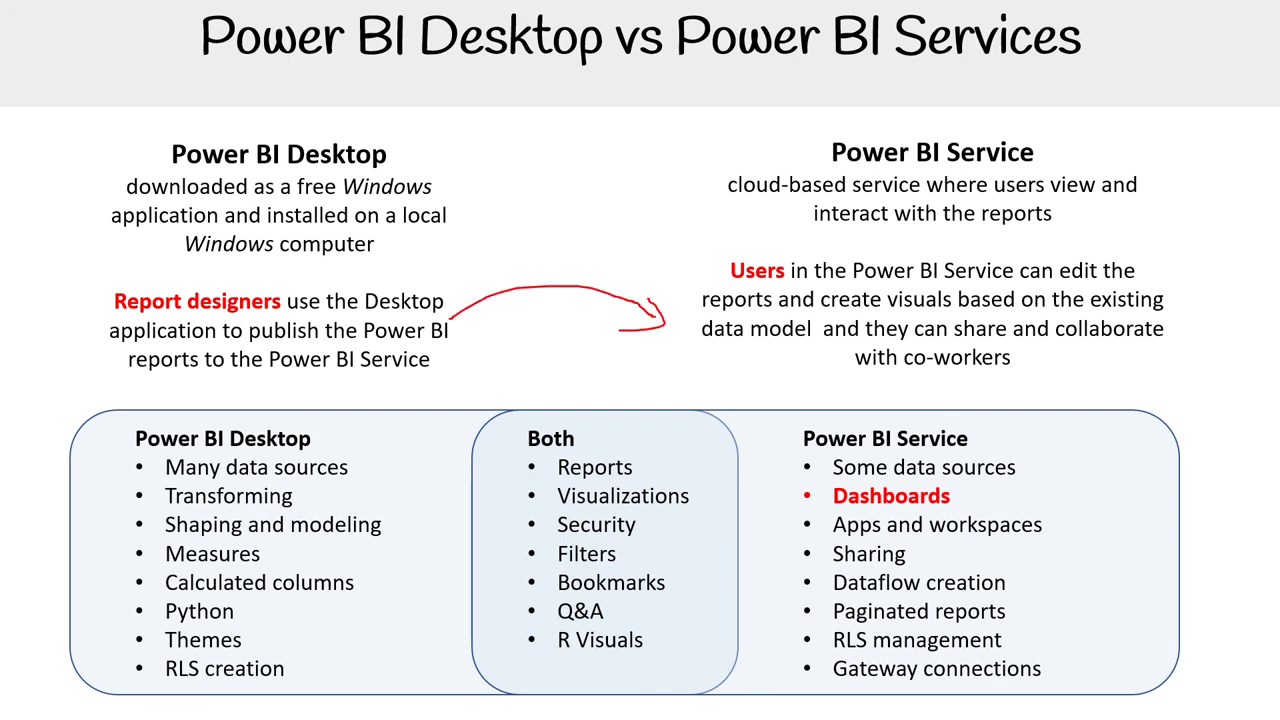 Power BI Desktop vs Power BI Services
Power BI Desktop
downloaded as a free Windows
application and installed on a local
Windows computer
Report designers use the Desktop
application to publish the Power BI
reports to the Power BI Service
Power BI Service
cloud-based service where users view and
interact with the reports
Users in the Power BI Service can edit the
reports and create visuals based on the existing
data model and they can share and collaborate
with co-workers
Power BI Desktop
• Many data sources
• Transforming
• Shaping and modeling
• Measures
• Calculated columns
• Python
• Themes
• RLS creation
Both
• Reports
• Visualizations
• Security
• Filters
• Bookmarks
• Q&A
• R Visuals
Power BI Service
• Some data sources
• Dashboards
• Apps and workspaces
• Sharing
• Dataflow creation
• Paginated reports
• RLS management
• Gateway connections